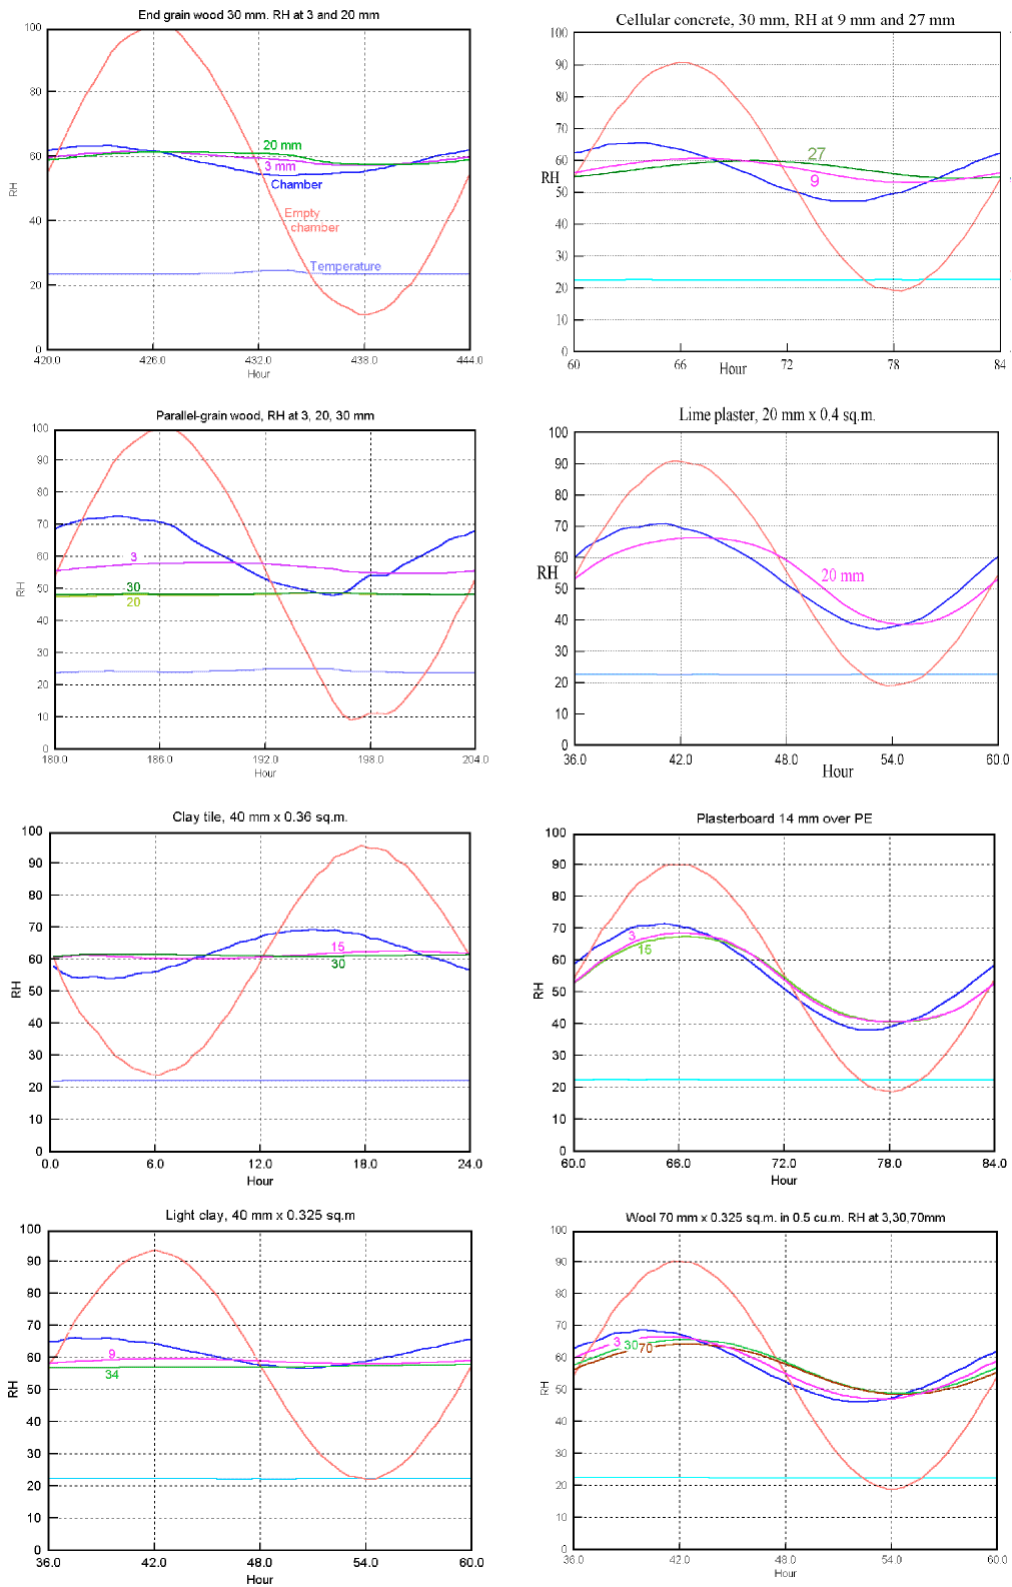 End grain wood 30 mm. RH at 3 and 20 mm
100
80
60
40
20
0
RH
20 mm
3 mm
Chamber
Empty
chamber
Temperature
420.0 426.0 432.0 438.0 444.0
Hour
Cellular concrete, 30 mm, RH at 9 mm and 27 mm
100
90
80
70
60
50
40
30
20
10
0
RH
27
9
60 66 72 78 84
Hour
Parallel-grain wood, RH at 3, 20, 30 mm
100
90
80
70
60
50
40
30
20
10
0
RH
3
30
20
180.0 186.0 192.0 198.0 204.0
Hour
Lime plaster, 20 mm x 0.4 sq.m.
100
90
80
70
60
50
40
30
20
10
0
RH
20 mm
36.0 42.0 48.0 54.0 60.0
Hour
Clay tile, 40 mm x 0.36 sq.m.
100
90
80
70
60
50
40
30
20
10
0
RH
15
30
0.0 6.0 12.0 18.0 24.0
Hour
Plasterboard 14 mm over PE
100
90
80
70
60
50
40
30
20
10
0
RH
3
15
60.0 66.0 72.0 78.0 84.0
Hour
Light clay, 40 mm x 0.325 sq.m
100
90
80
70
60
50
40
30
20
10
0
RH
9
34
36.0 42.0 48.0 54.0 60.0
Hour
Wool 70 mm x 0.325 sq.m. in 0.5 cu.m. RH at 3,30,70mm
100
90
80
70
60
50
40
30
20
10
0
RH
3
30
70
36.0 42.0 48.0 54.0 60.0
Hour